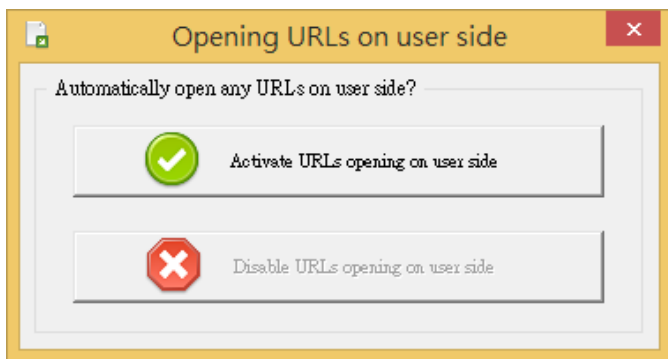 Opening URLs on user side
Automatically open any URLs on user side?
Activate URLs opening on user side
Disable URLs opening on user side